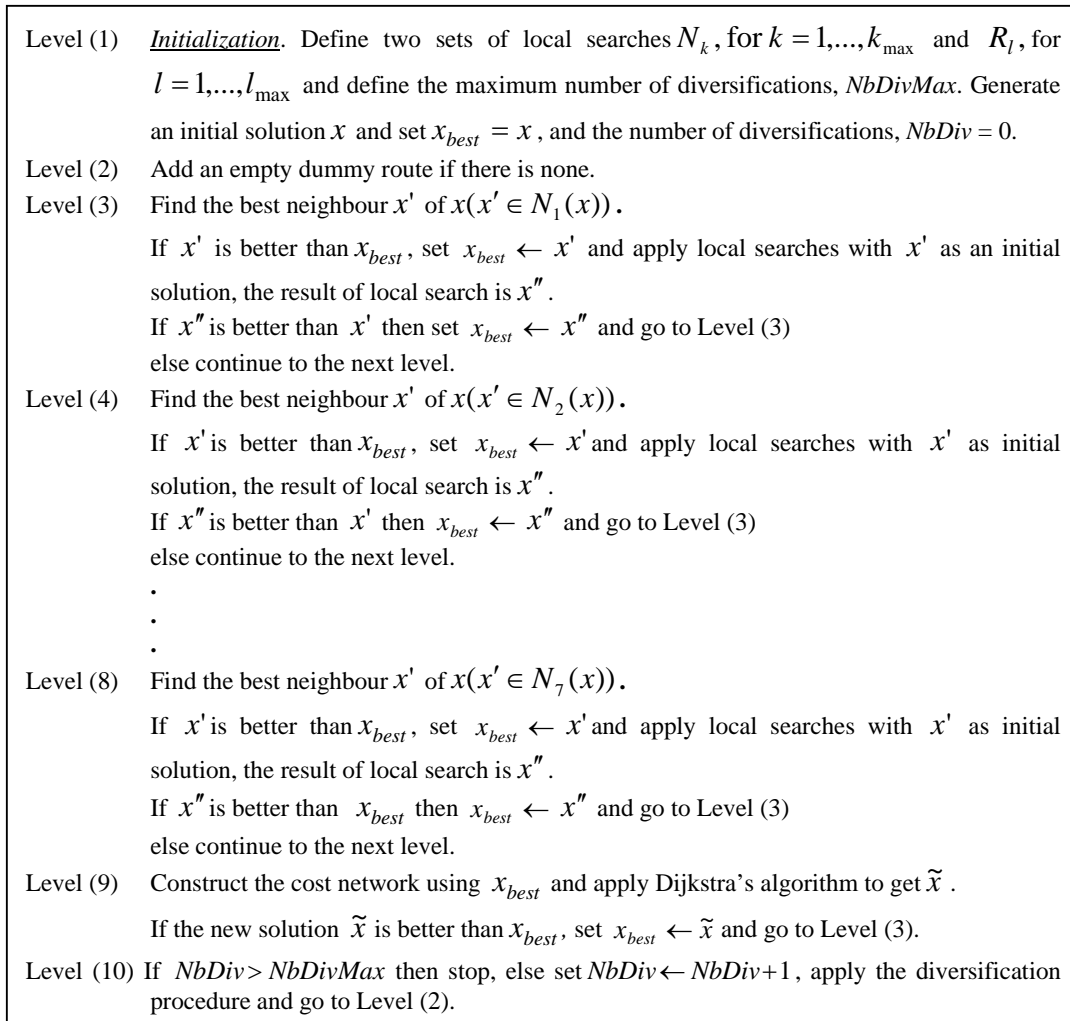 Level (1) Initialization. Define two sets of local searches N_k, for k = 1,...,k_max and R_l, for
l = 1,...,l_max and define the maximum number of diversifications, NbDivMax. Generate
an initial solution x and set x_best = x, and the number of diversifications, NbDiv = 0.
Level (2) Add an empty dummy route if there is none.
Level (3) Find the best neighbour x' of x(x' ∈ N_1(x)).
If x' is better than x_best, set x_best ← x' and apply local searches with x' as an initial
solution, the result of local search is x".
If x" is better than x' then set x_best ← x" and go to Level (3)
else continue to the next level.
Level (4) Find the best neighbour x' of x(x' ∈ N_2(x)).
If x' is better than x_best, set x_best ← x' and apply local searches with x' as initial
solution, the result of local search is x".
If x" is better than x' then x_best ← x" and go to Level (3)
else continue to the next level.
.
.
.
Level (8) Find the best neighbour x' of x(x' ∈ N_7(x)).
If x' is better than x_best, set x_best ← x' and apply local searches with x' as initial
solution, the result of local search is x".
If x" is better than x_best then x_best ← x" and go to Level (3)
else continue to the next level.
Level (9) Construct the cost network using x_best and apply Dijkstra's algorithm to get x̃.
If the new solution x̃ is better than x_best, set x_best ← x̃ and go to Level (3).
Level (10) If NbDiv > NbDivMax then stop, else set NbDiv ← NbDiv+1, apply the diversification
procedure and go to Level (2).